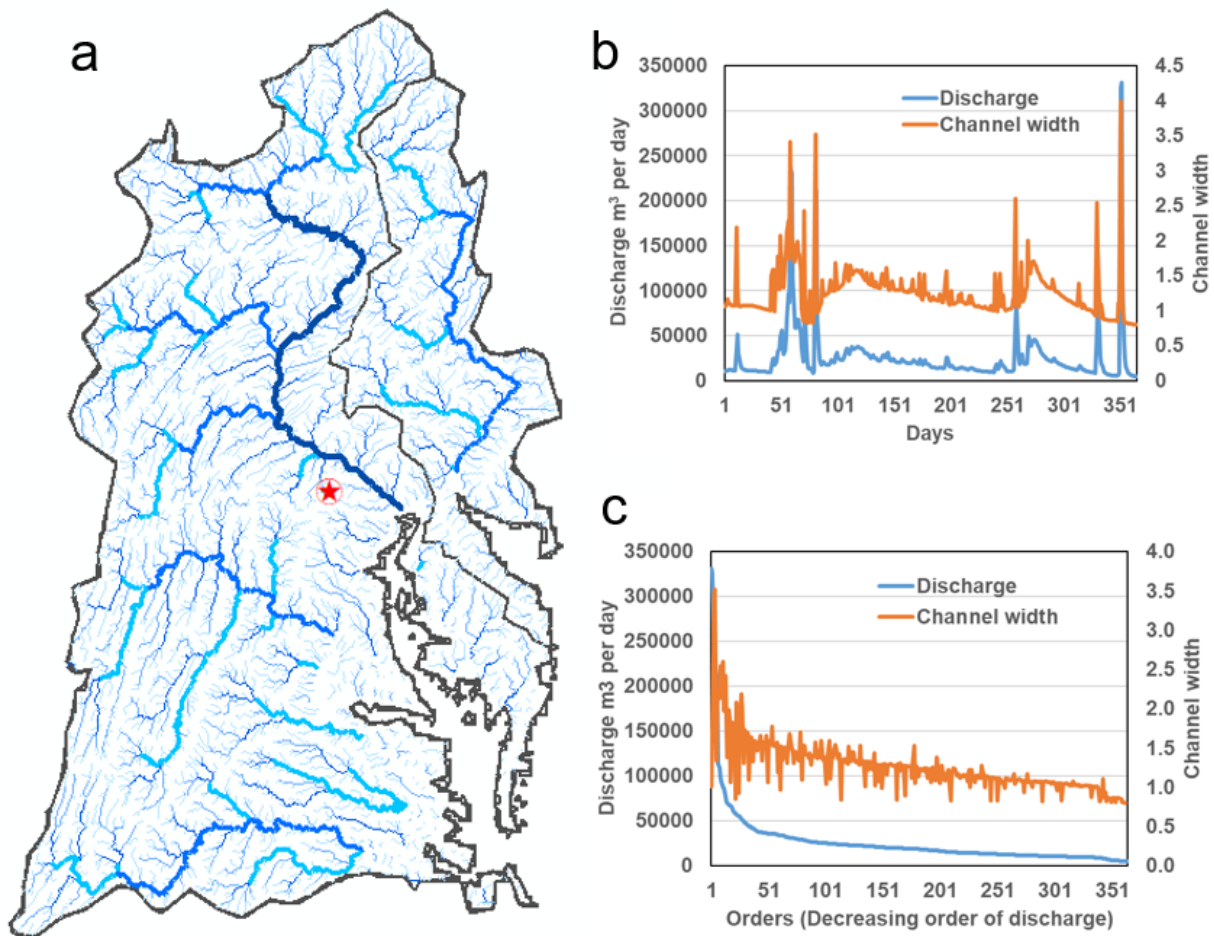 a
b
350000
300000
250000
200000
150000
100000
50000
0
Discharge m³ per day
4.5
4
3.5
3
2.5
2
1.5
1
0.5
0
Channel width
Discharge
Channel width
1 51 101 151 201 251 301 351
Days
c
350000
300000
250000
200000
150000
100000
50000
0
Discharge m3 per day
4.0
3.5
3.0
2.5
2.0
1.5
1.0
0.5
0.0
Channel width
Discharge
Channel width
1 51 101 151 201 251 301 351
Orders (Decreasing order of discharge)